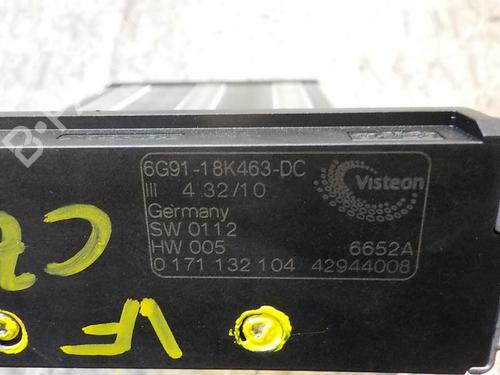 6G91-18K463-DC
III 4 32/10
Visteon
Germany
SW 0112
HW 005 6652A
0 171 132 104 42944008
VF